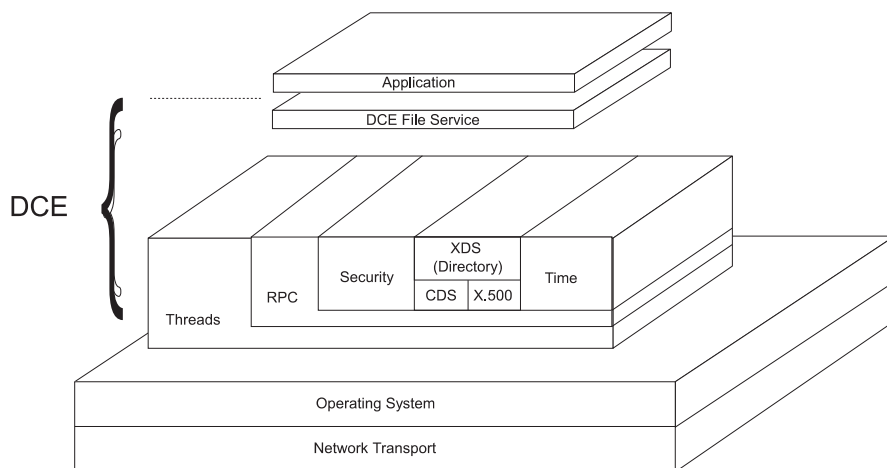 Application
DCE File Service
DCE
XDS
(Directory)
Security
Time
RPC
CDS
X.500
Threads
Operating System
Network Transport